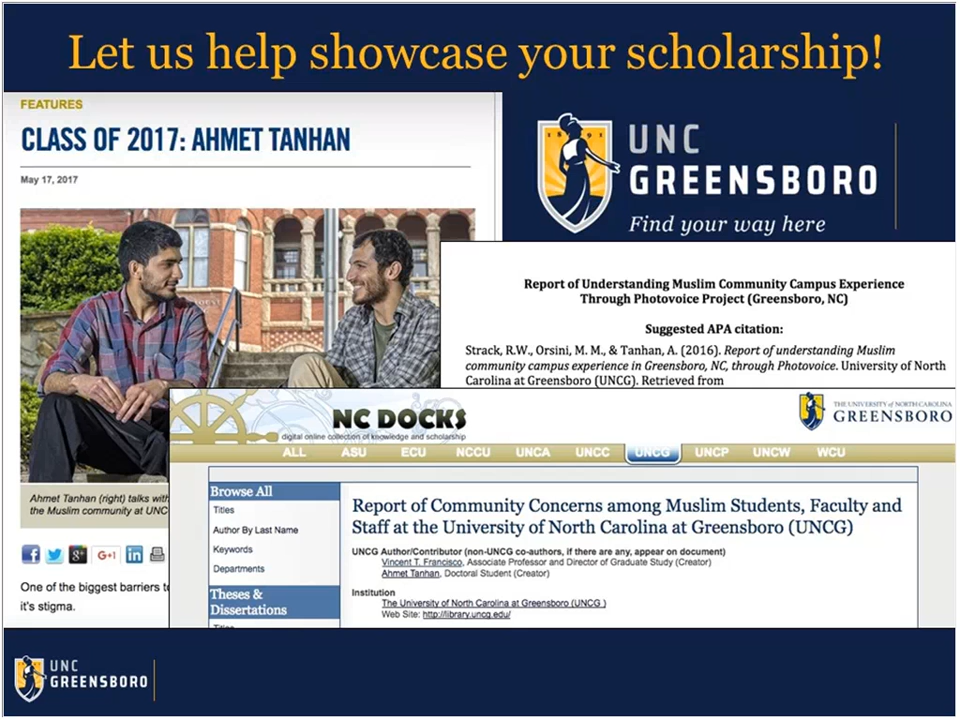 Let us help showcase your scholarship!
FEATURES
CLASS OF 2017: AHMET TANHAN
May 17, 2017
Ahmet Tanhan (right) talks with
the Muslim community at UNC
G+1
One of the biggest barriers to
it's stigma.
UNC
GREENSBORO
Find your way here
Report of Understanding Muslim Community Campus Experience
Through Photovoice Project (Greensboro, NC)
Suggested APA citation:
Strack, R.W., Orsini, M. M., & Tanhan, A. (2016). Report of understanding Muslim
community campus experience in Greensboro, NC, through Photovoice. University of North
Carolina at Greensboro (UNCG). Retrieved from
NC DOCKS
digital online collection of knowledge and scholarship
THE UNIVERSITY of NORTH CAROLINA
GREENSBORO
ALL ASU ECU NCCU UNCA UNCC UNCG UNCP UNCW WCU
Browse All
Titles
Author By Last Name
Keywords
Departments
Theses &
Dissertations
Titles
Report of Community Concerns among Muslim Students, Faculty and
Staff at the University of North Carolina at Greensboro (UNCG)
UNCG Author/Contributor (non-UNCG co-authors, if there are any, appear on document)
Vincent T. Francisco, Associate Professor and Director of Graduate Study (Creator)
Ahmet Tanhan, Doctoral Student (Creator)
Institution
The University of North Carolina at Greensboro (UNCG )
Web Site: http://library.uncg.edu/
UNC
GREENSBORO